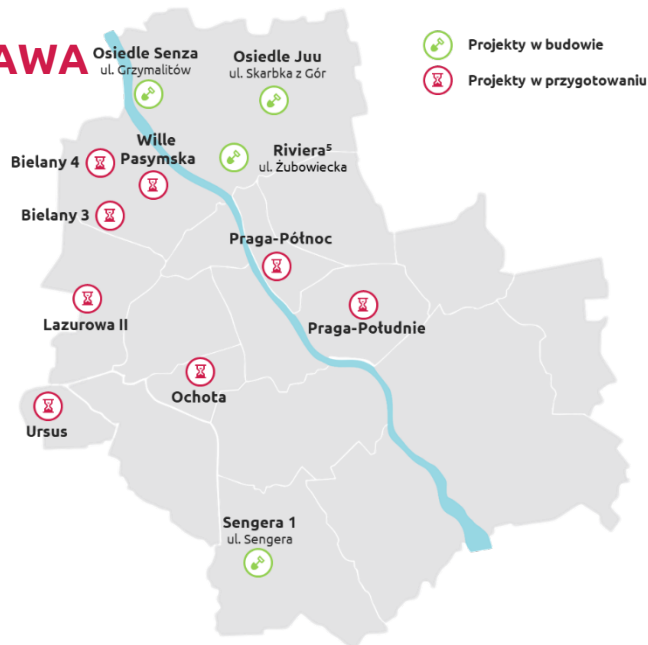 AWA
Osiedle Senza
ul. Grzymalitów
Osiedle Juu
ul. Skarbka z Gór
Projekty w budowie
Projekty w przygotowaniu
Wille
Pasymska
Riviera⁵
ul. Żubowiecka
Bielany 4
Bielany 3
Praga-Północ
Lazurowa II
Praga-Południe
Ochota
Ursus
Sengera 1
ul. Sengera